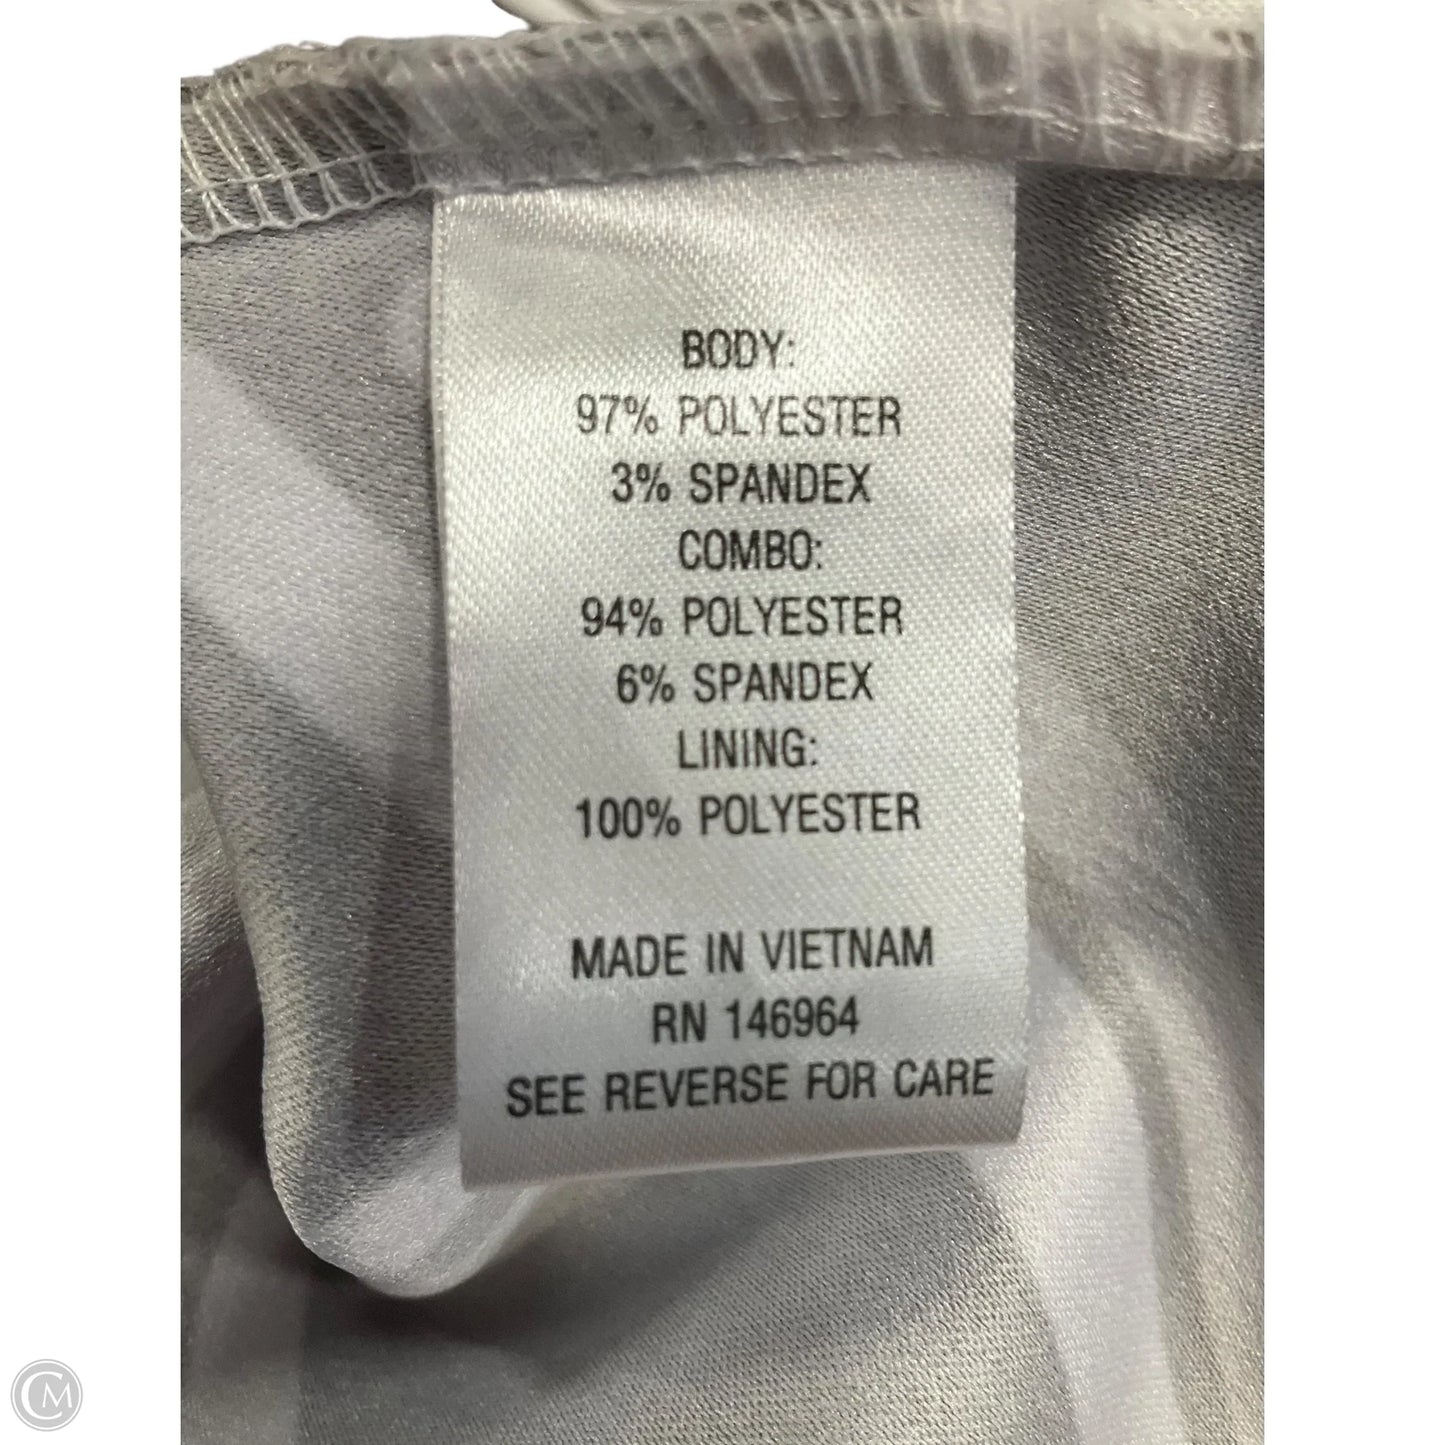 BODY:
97% POLYESTER
3% SPANDEX
COMBO:
94% POLYESTER
6% SPANDEX
LINING:
100% POLYESTER
MADE IN VIETNAM
RN 146964
SEE REVERSE FOR CARE
CM